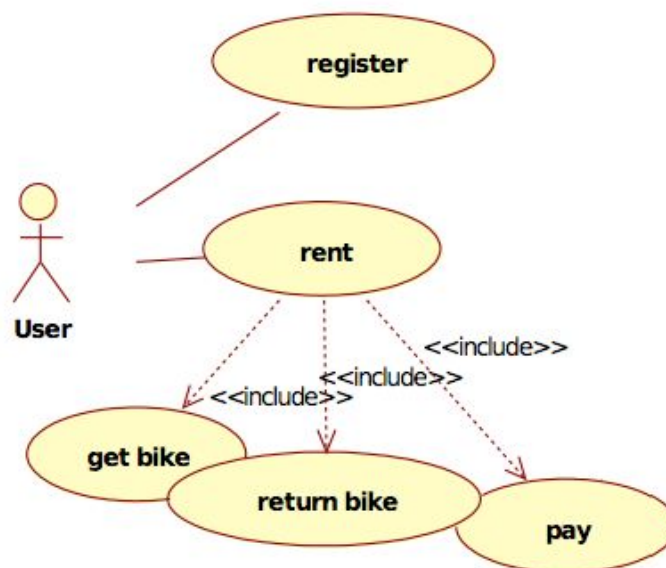 register
rent
User
<<include>>
<<include>>
<<include>>
get bike
return bike
pay